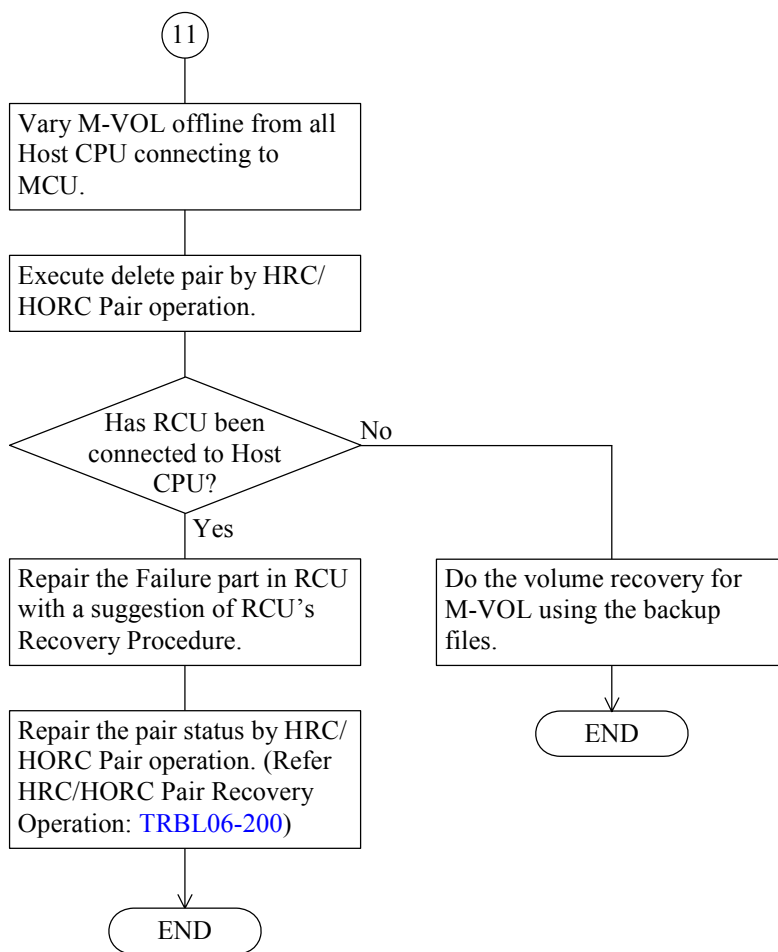 11
Vary M-VOL offline from all
Host CPU connecting to
MCU.
Execute delete pair by HRC/
HORC Pair operation.
Has RCU been
connected to Host
CPU?
No
Yes
Repair the Failure part in RCU
with a suggestion of RCU’s
Recovery Procedure.
Do the volume recovery for
M-VOL using the backup
files.
Repair the pair status by HRC/
HORC Pair operation. (Refer
HRC/HORC Pair Recovery
Operation: TRBL06-200)
END
END